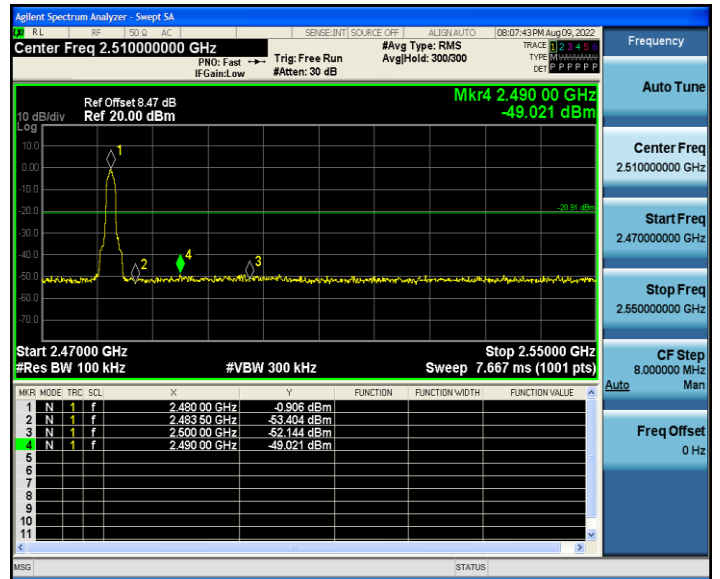 Agilent Spectrum Analyzer - Swept SA
RL RF 50 Ω AC SENSE:INT SOURCE OFF ALIGNAUTO 08:07:43PM Aug 09, 2022
Center Freq 2.510000000 GHz #Avg Type: RMS TRACE 1 2 3 4 5 6
PNO: Fast Trig: Free Run Avg|Hold: 300/300 TYPE M
IFGain:Low #Atten: 30 dB DET P P P P P P
Mkr4 2.490 00 GHz
Ref Offset 8.47 dB
10 dB/div Ref 20.00 dBm -49.021 dBm
Log
10.0
1
0.00
-10.0
-20.0 -20.91 dBm
-30.0
-40.0
2 4 3
-50.0
-60.0
-70.0
Start 2.47000 GHz Stop 2.55000 GHz
#Res BW 100 kHz #VBW 300 kHz Sweep 7.667 ms (1001 pts)
MKR MODE TRC SCL X Y FUNCTION FUNCTION WIDTH FUNCTION VALUE
1 N 1 f 2.480 00 GHz -0.906 dBm
2 N 1 f 2.483 50 GHz -53.404 dBm
3 N 1 f 2.500 00 GHz -52.144 dBm
4 N 1 f 2.490 00 GHz -49.021 dBm
5
6
7
8
9
10
11
MSG STATUS
Frequency
Auto Tune
Center Freq
2.510000000 GHz
Start Freq
2.470000000 GHz
Stop Freq
2.550000000 GHz
CF Step
8.000000 MHz
Auto Man
Freq Offset
0 Hz